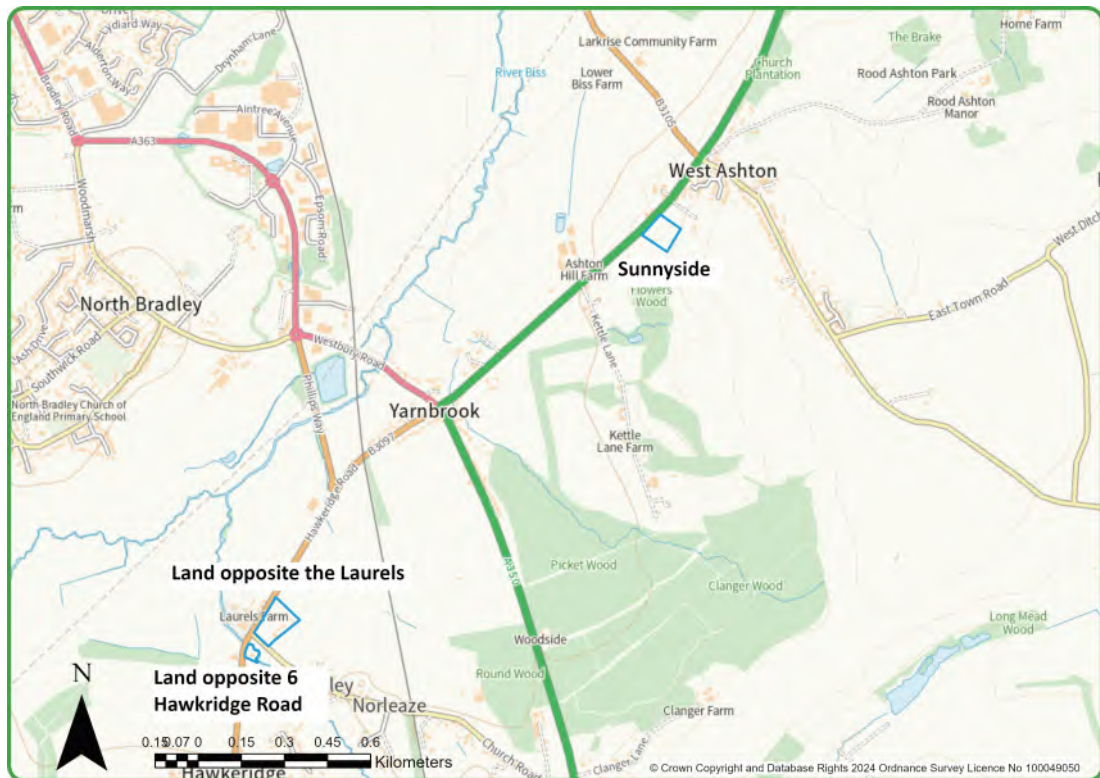 Drive
Lydiard Way
Alderton Way
Drynham Lane
Bradley Road
Aintree Avenue
A363
Woodmarsh
Epsom Road
River Biss
Larkrise Community Farm
Lower
Biss Farm
B3105
Church
Plantation
The Brake
Home Farm
Rood Ashton Park
Rood Ashton
Manor
West Ashton
rm
North Bradley
Ash Drive
Southwick Road
North Bradley Church of
England Primary School
Westbury Road
Phillips Way
Yarnbrook
Ashton
Hill Farm
Sunnyside
Flowers
Wood
Kettle Lane
Kettle
Lane Farm
East Town Road
West Ditch
B3097
Hawkeridge Road
A350
Picket Wood
Clanger Wood
Long Mead
Wood
Land opposite the Laurels
Laurels Farm
Woodside
Round Wood
Land opposite 6
Hawkridge Road
ley
Norleaze
Church Road
Clanger Farm
Clanger Lane
N
0.15 0.07 0 0.15 0.3 0.45 0.6
Kilometers
Hawkeridge
© Crown Copyright and Database Rights 2024 Ordnance Survey Licence No 100049050